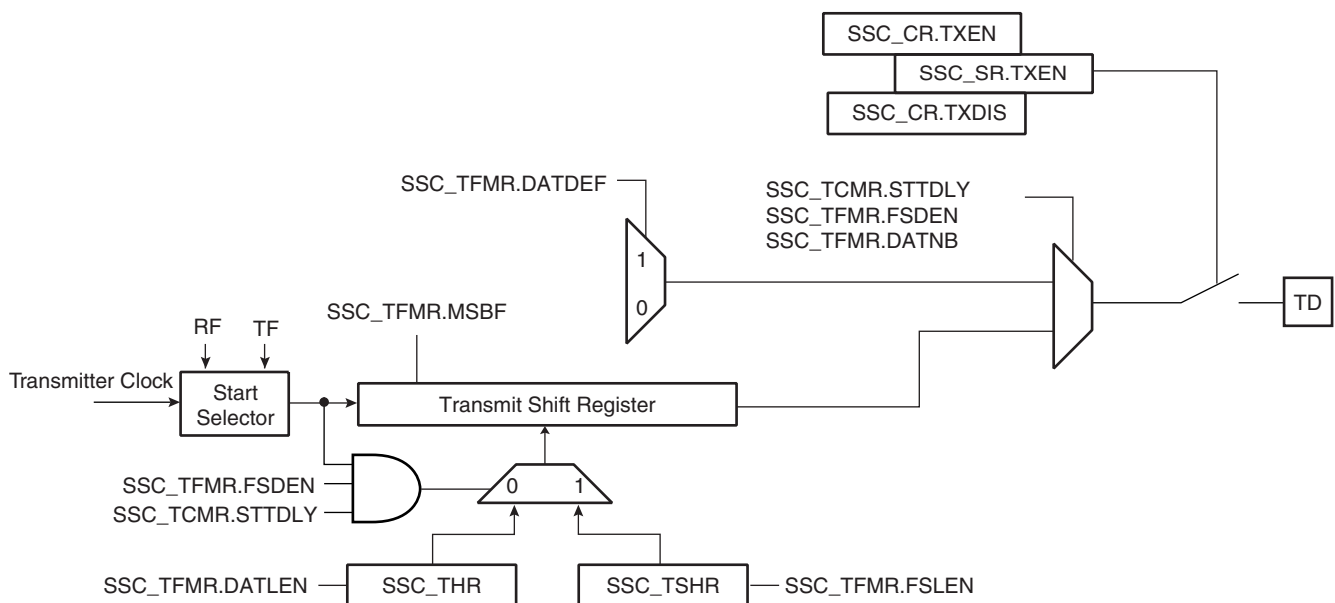 SSC_CR.TXEN
SSC_SR.TXEN
SSC_CR.TXDIS
SSC_TFMR.DATDEF
SSC_TCMR.STTDLY
SSC_TFMR.FSDEN
SSC_TFMR.DATNB
1
0
TD
SSC_TFMR.MSBF
RF
TF
Transmitter Clock
Start
Selector
Transmit Shift Register
SSC_TFMR.FSDEN
SSC_TCMR.STTDLY
0
1
SSC_TFMR.DATLEN
SSC_THR
SSC_TSHR
SSC_TFMR.FSLEN